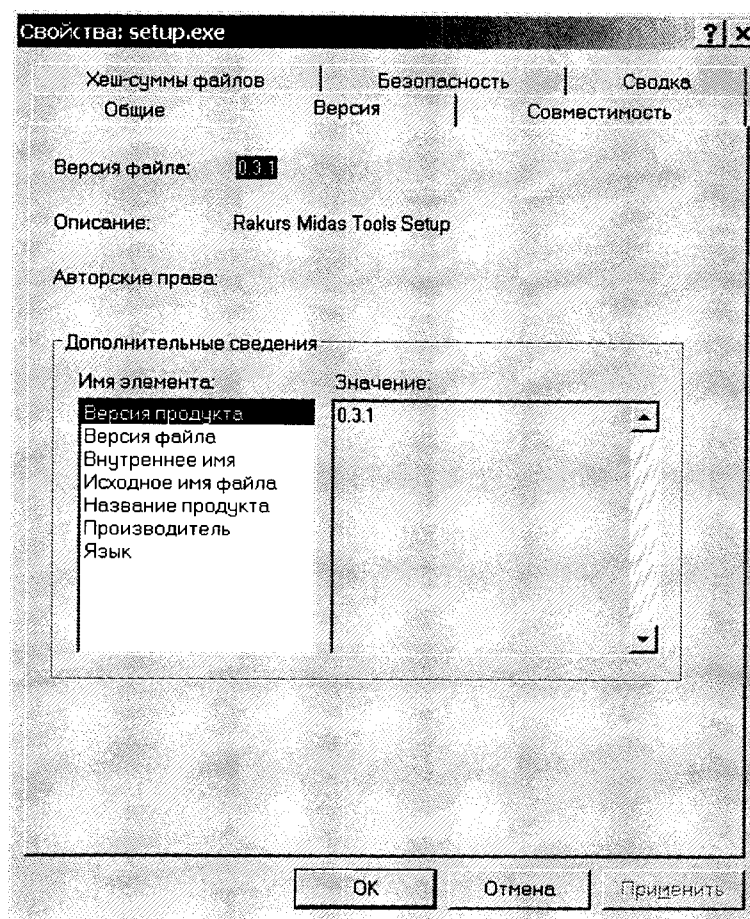 Свойства: setup.exe ? x
Хеш-суммы файлов Безопасность Сводка
Общие Версия Совместимость
Версия файла: 0.3.1
Описание: Rakurs Midas Tools Setup
Авторские права:
Дополнительные сведения
Имя элемента: Значение:
Версия продукта 0.3.1
Версия файла
Внутреннее имя
Исходное имя файла
Название продукта
Производитель
Язык
OK Отмена Применить